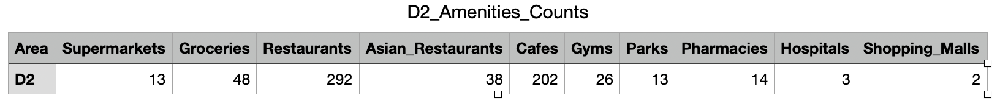 D2_Amenities_Counts
Area Supermarkets Groceries Restaurants Asian_Restaurants Cafes Gyms Parks Pharmacies Hospitals Shopping_Malls
D2 13 48 292 38 202 26 13 14 3 2